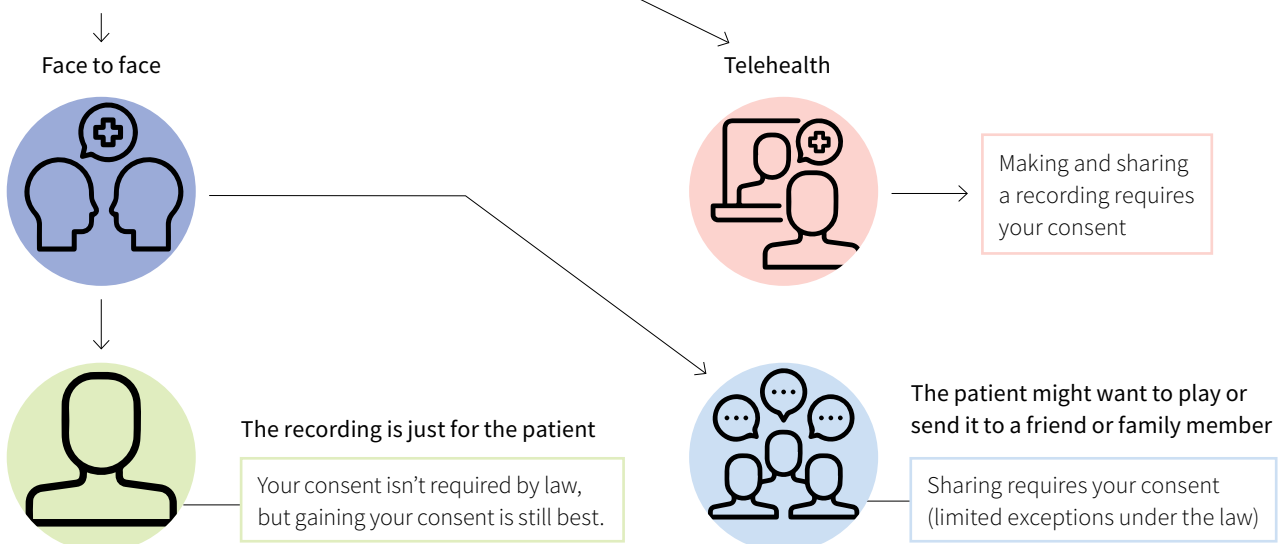 Face to face
Telehealth
Making and sharing
a recording requires
your consent
The recording is just for the patient
Your consent isn’t required by law,
but gaining your consent is still best.
The patient might want to play or
send it to a friend or family member
Sharing requires your consent
(limited exceptions under the law)